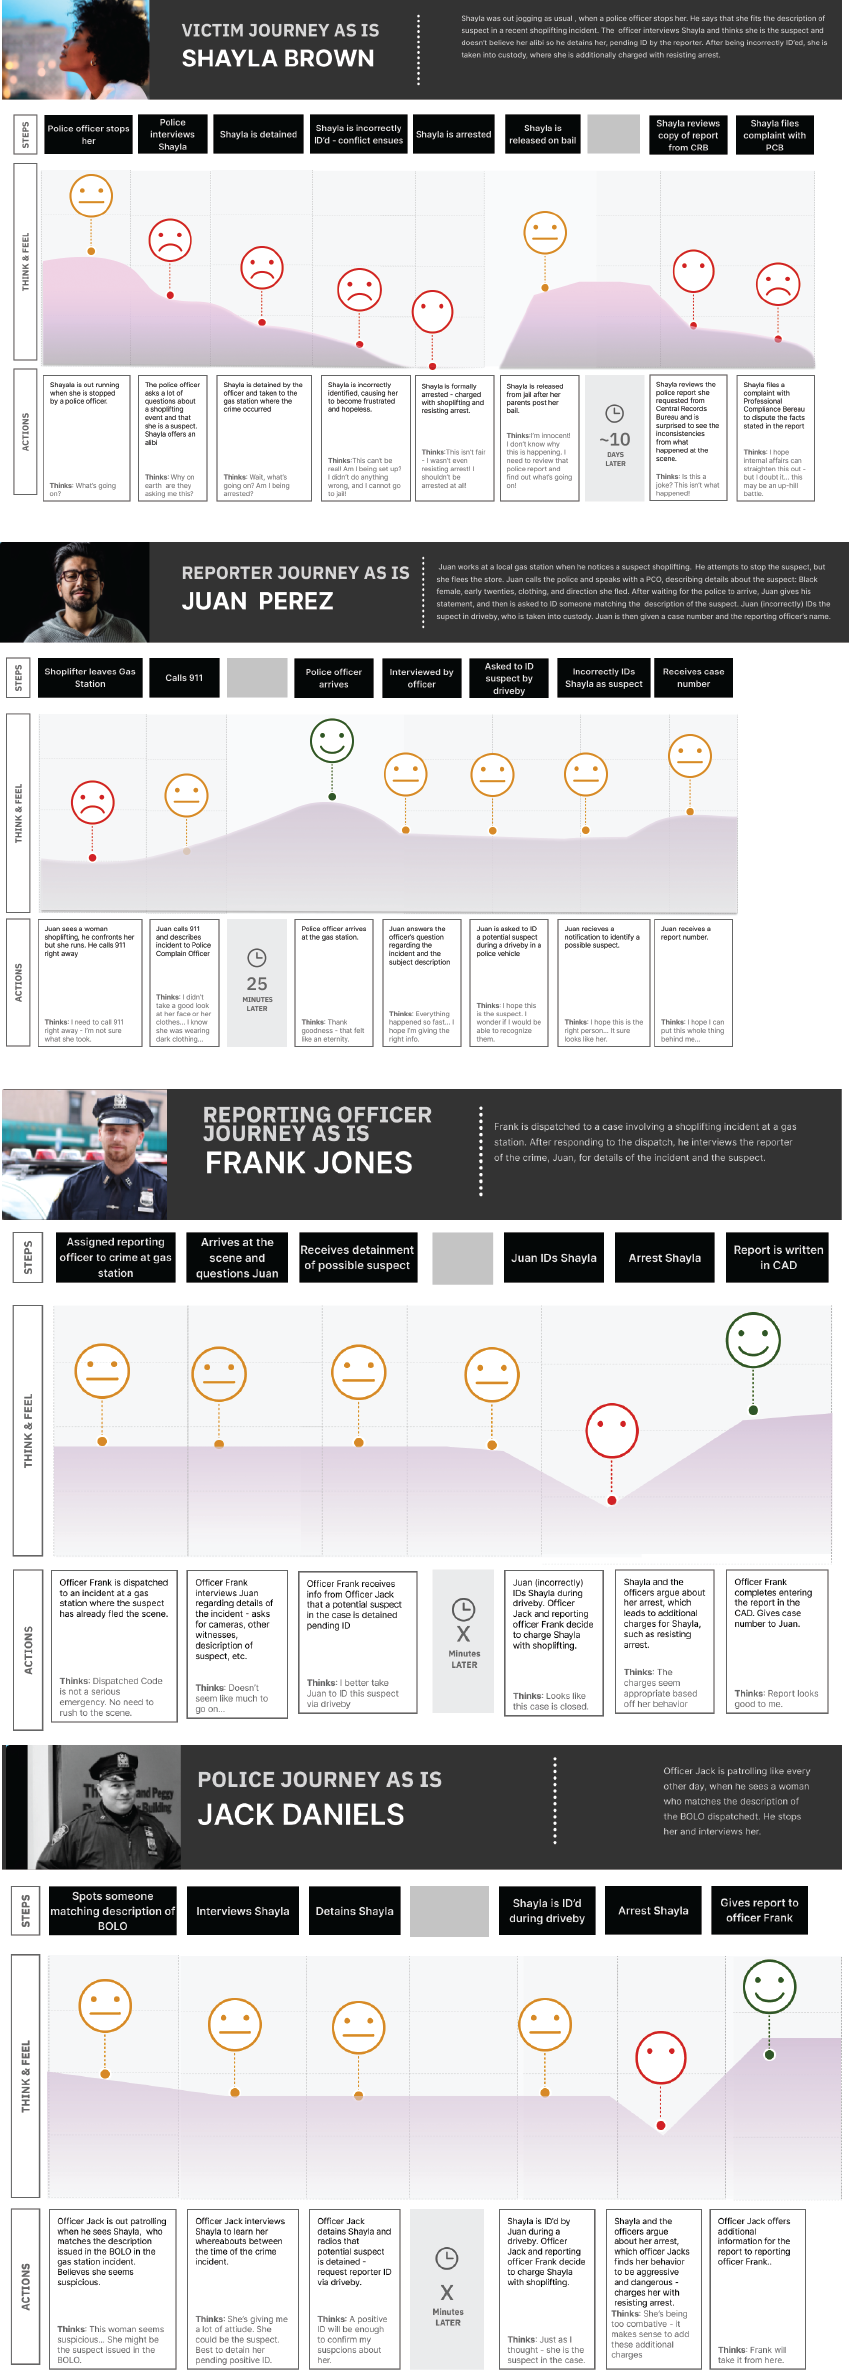 VICTIM JOURNEY AS IS
SHAYLA BROWN
Shayla was out jogging as usual , when a police officer stops her. He says that she fits the description of
suspect in a recent shoplifting incident. The officer interviews Shayla and thinks she is the suspect and
doesn't believe her alibi so he detains her, pending ID by the reporter. After being incorrectly ID'ed, she is
taken into custody, where she is additionally charged with resisting arrest.
STEPS
Police officer stops
her
Police
interviews
Shayla
Shayla is detained
Shayla is incorrectly
ID'd - conflict ensues
Shayla is arrested
Shayla is
released on bail
Shayla reviews
copy of report
from CRB
Shayla files
complaint with
PCB
THINK & FEEL
ACTIONS
Shayala is out running
when she is stopped
by a police officer.
Thinks: What's going
on?
The police officer
asks a lot of
questions about
a shoplifting
event and that
she is a suspect.
Shayla offers an
alibi
Thinks: Why on
earth are they
asking me this?
Shayla is detained by the
officer and taken to the
gas station where the
crime occurred
Thinks: Wait, what's
going on? Am I being
arrested?
Shayla is incorrectly
identified, causing her
to become frustrated
and hopeless.
Thinks:This can't be
real! Am I being set up?
I didn't do anything
wrong, and I cannot go
to jail!
Shayla is formally
arrested - charged
with shoplifting and
resisting arrest.
Thinks:This isn't fair
- I wasn't even
resisting arrest! I
shouldn't be
arrested at all!
Shayla is released
from jail after her
parents post her
bail.
Thinks:I'm innocent!
I don't know why
this is happening. I
need to review that
police report and
find out what's going
on!
~10
DAYS
LATER
Shayla reviews the
police report she
requested from
Central Records
Bureau and is
surprised to see the
inconsistencies
from what
happened at the
scene.
Thinks: Is this a
joke? This isn't what
happened!
Shayla files a
complaint with
Professional
Compliance Bereau
to dispute the facts
stated in the report
Thinks: I hope
internal affairs can
straighten this out -
but I doubt it... this
may be an up-hill
battle.
REPORTER JOURNEY AS IS
JUAN PEREZ
Juan works at a local gas station when he notices a suspect shoplifting. He attempts to stop the suspect, but
she flees the store. Juan calls the police and speaks with a PCO, describing details about the suspect: Black
female, early twenties, clothing, and direction she fled. After waiting for the police to arrive, Juan gives his
statement, and then is asked to ID someone matching the description of the suspect. Juan (incorrectly) IDs the
supect in driveby, who is taken into custody. Juan is then given a case number and the reporting officer's name.
STEPS
Shoplifter leaves Gas
Station
Calls 911
Police officer
arrives
Interviewed by
officer
Asked to ID
suspect by
driveby
Incorrectly IDs
Shayla as suspect
Receives case
number
THINK & FEEL
ACTIONS
Juan sees a woman
shoplifting, he confronts her
but she runs. He calls 911
right away
Thinks: I need to call 911
right away - I'm not sure
what she took.
Juan calls 911
and describes
incident to Police
Complain Officer
Thinks: I didn't
take a good look
at her face or her
clothes... I know
she was wearing
dark clothing...
25
MINUTES
LATER
Police officer arrives
at the gas station.
Thinks: Thank
goodness - that felt
like an eternity.
Juan answers the
officer's question
regarding the
incident and the
subject description
Thinks: Everything
happened so fast... I
hope I'm giving the
right info.
Juan is asked to ID
a potential suspect
during a driveby in a
police vehicle
Thinks: I hope this
is the suspect. I
wonder if I would be
able to recognize
them.
Juan recieves a
notification to identify a
possible suspect.
Thinks: I hope this is the
right person... It sure
looks like her.
Juan receives a
report number.
Thinks: I hope I can
put this whole thing
behind me...
REPORTING OFFICER
JOURNEY AS IS
FRANK JONES
Frank is dispatched to a case involving a shoplifting incident at a gas
station. After responding to the dispatch, he interviews the reporter
of the crime, Juan, for details of the incident and the suspect.
STEPS
Assigned reporting
officer to crime at gas
station
Arrives at the
scene and
questions Juan
Receives detainment
of possible suspect
Juan IDs Shayla
Arrest Shayla
Report is written
in CAD
THINK & FEEL
ACTIONS
Officer Frank is dispatched
to an incident at a gas
station where the suspect
has already fled the scene.
Thinks: Dispatched Code
is not a serious
emergency. No need to
rush to the scene.
Officer Frank
interviews Juan
regarding details of
the incident - asks
for cameras, other
witnesses,
desicription of
suspect, etc.
Thinks: Doesn't
seem like much to
go on...
Officer Frank receives
info from Officer Jack
that a potential suspect
in the case is detained
pending ID
Thinks: I better take
Juan to ID this suspect
via driveby
X
Minutes
LATER
Juan (incorrectly)
IDs Shayla during
driveby. Officer
Jack and reporting
officer Frank decide
to charge Shayla
with shoplifting.
Thinks: Looks like
this case is closed.
Shayla and the
officers argue about
her arrest, which
leads to additional
charges for Shayla,
such as resisting
arrest.
Thinks: The
charges seem
appropriate based
off her behavior
Officer Frank
completes entering
the report in the
CAD. Gives case
number to Juan.
Thinks: Report looks
good to me.
POLICE JOURNEY AS IS
JACK DANIELS
Officer Jack is patrolling like every
other day, when he sees a woman
who matches the description of
the BOLO dispatchedt. He stops
her and interviews her.
STEPS
Spots someone
matching description of
BOLO
Interviews Shayla
Detains Shayla
Shayla is ID'd
during driveby
Arrest Shayla
Gives report to
officer Frank
THINK & FEEL
ACTIONS
Officer Jack is out patrolling
when he sees Shayla, who
matches the description
issued in the BOLO in the
gas station incident.
Believes she seems
suspicious.
Thinks: This woman seems
suspicious... She might be
the suspect issued in the
BOLO.
Officer Jack interviews
Shayla to learn her
whereabouts between
the time of the crime
incident.
Thinks: She's giving me
a lot of attiude. She
could be the suspect.
Best to detain her
pending positive ID.
Officer Jack
detains Shayla and
radios that
potential suspect
is detained -
request reporter ID
via driveby.
Thinks: A positive
ID will be enough
to confirm my
suspcions about
her.
X
Minutes
LATER
Shayla is ID'd by
Juan during a
driveby. Officer
Jack and reporting
officer Frank decide
to charge Shayla
with shoplifting.
Thinks: Just as I
thought - she is the
suspect in the case.
Shayla and the
officers argue
about her arrest,
which officer Jacks
finds her behavior
to be aggressive
and dangerous -
charges her with
resisting arrest.
Thinks: She's being
too combative - it
makes sense to add
these additional
charges
Officer Jack offers
additional
information for the
report to reporting
officer Frank..
Thinks: Frank will
take it from here.